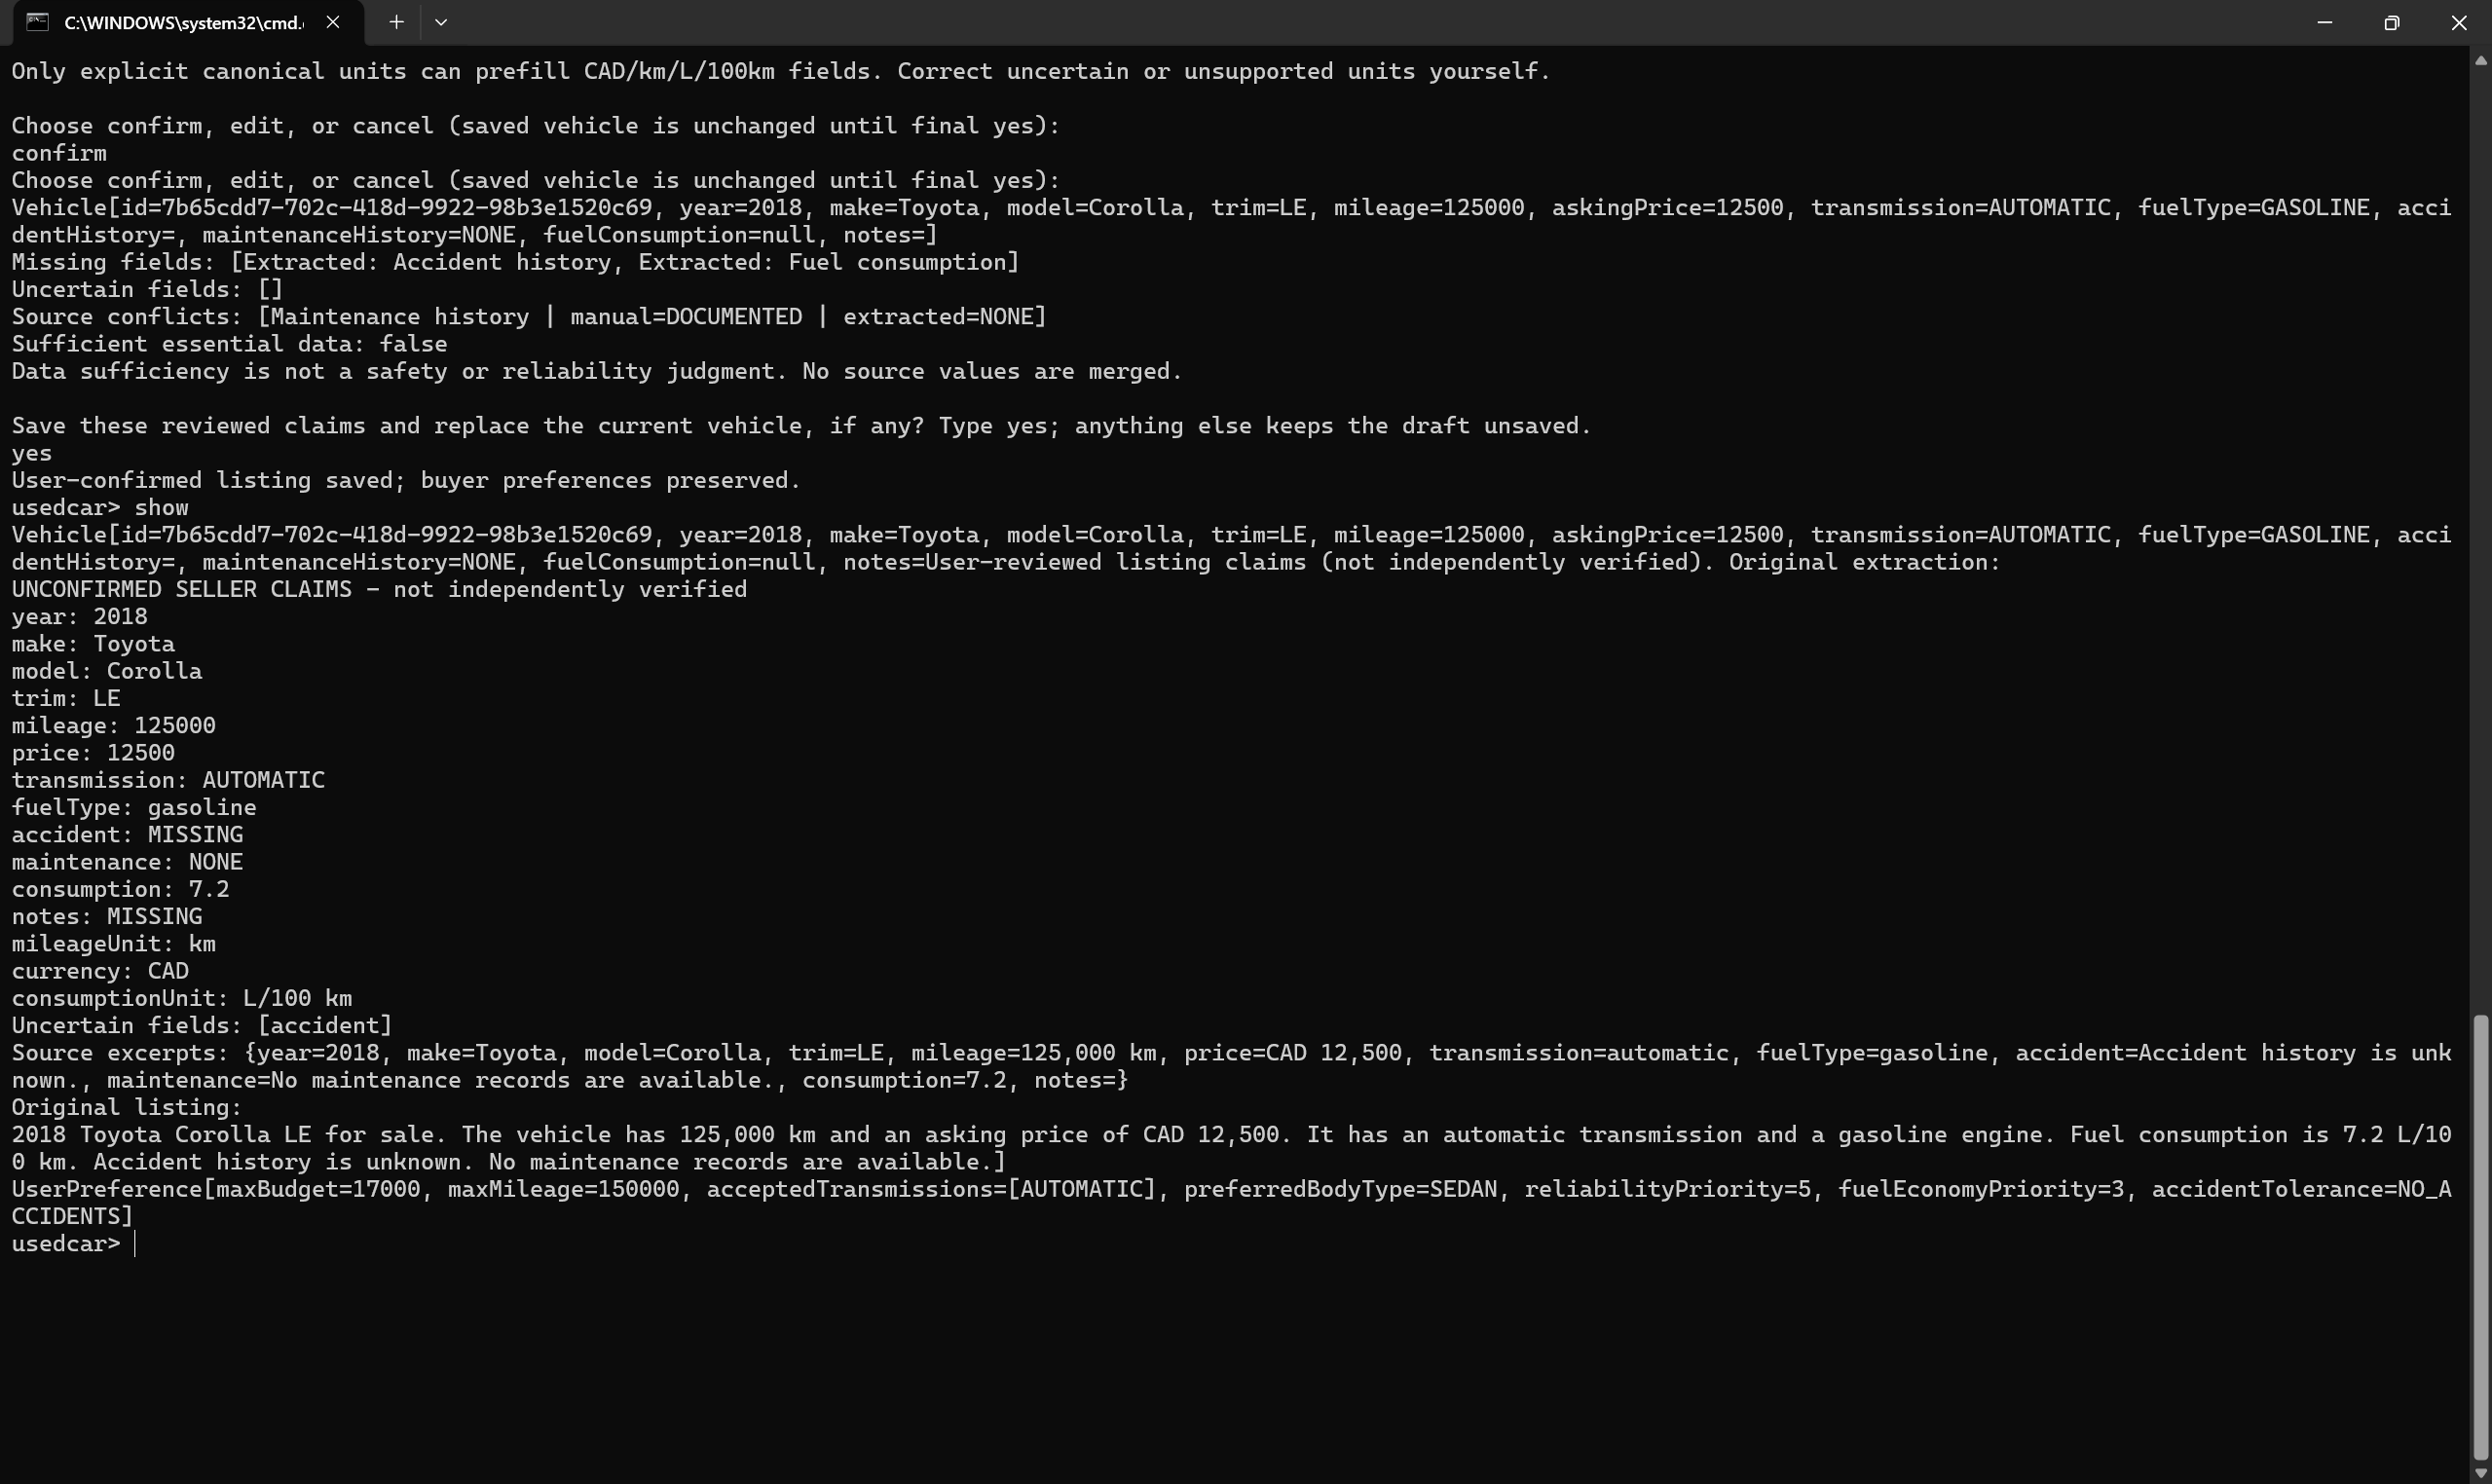 C:\WINDOWS\system32\cmd.
Only explicit canonical units can prefill CAD/km/L/100km fields. Correct uncertain or unsupported units yourself.
Choose confirm, edit, or cancel (saved vehicle is unchanged until final yes):
confirm
Choose confirm, edit, or cancel (saved vehicle is unchanged until final yes):
Vehicle[id=7b65cdd7-702c-418d-9922-98b3e1520c69, year=2018, make=Toyota, model=Corolla, trim=LE, mileage=125000, askingPrice=12500, transmission=AUTOMATIC, fuelType=GASOLINE, acci
dentHistory=, maintenanceHistory=NONE, fuelConsumption=null, notes=]
Missing fields: [Extracted: Accident history, Extracted: Fuel consumption]
Uncertain fields: []
Source conflicts: [Maintenance history | manual=DOCUMENTED | extracted=NONE]
Sufficient essential data: false
Data sufficiency is not a safety or reliability judgment. No source values are merged.
Save these reviewed claims and replace the current vehicle, if any? Type yes; anything else keeps the draft unsaved.
yes
User-confirmed listing saved; buyer preferences preserved.
usedcar> show
Vehicle[id=7b65cdd7-702c-418d-9922-98b3e1520c69, year=2018, make=Toyota, model=Corolla, trim=LE, mileage=125000, askingPrice=12500, transmission=AUTOMATIC, fuelType=GASOLINE, acci
dentHistory=, maintenanceHistory=NONE, fuelConsumption=null, notes=User-reviewed listing claims (not independently verified). Original extraction:
UNCONFIRMED SELLER CLAIMS - not independently verified
year: 2018
make: Toyota
model: Corolla
trim: LE
mileage: 125000
price: 12500
transmission: AUTOMATIC
fuelType: gasoline
accident: MISSING
maintenance: NONE
consumption: 7.2
notes: MISSING
mileageUnit: km
currency: CAD
consumptionUnit: L/100 km
Uncertain fields: [accident]
Source excerpts: {year=2018, make=Toyota, model=Corolla, trim=LE, mileage=125,000 km, price=CAD 12,500, transmission=automatic, fuelType=gasoline, accident=Accident history is unk
nown., maintenance=No maintenance records are available., consumption=7.2, notes=}
Original listing:
2018 Toyota Corolla LE for sale. The vehicle has 125,000 km and an asking price of CAD 12,500. It has an automatic transmission and a gasoline engine. Fuel consumption is 7.2 L/10
0 km. Accident history is unknown. No maintenance records are available.]
UserPreference[maxBudget=17000, maxMileage=150000, acceptedTransmissions=[AUTOMATIC], preferredBodyType=SEDAN, reliabilityPriority=5, fuelEconomyPriority=3, accidentTolerance=NO_A
CCIDENTS]
usedcar>